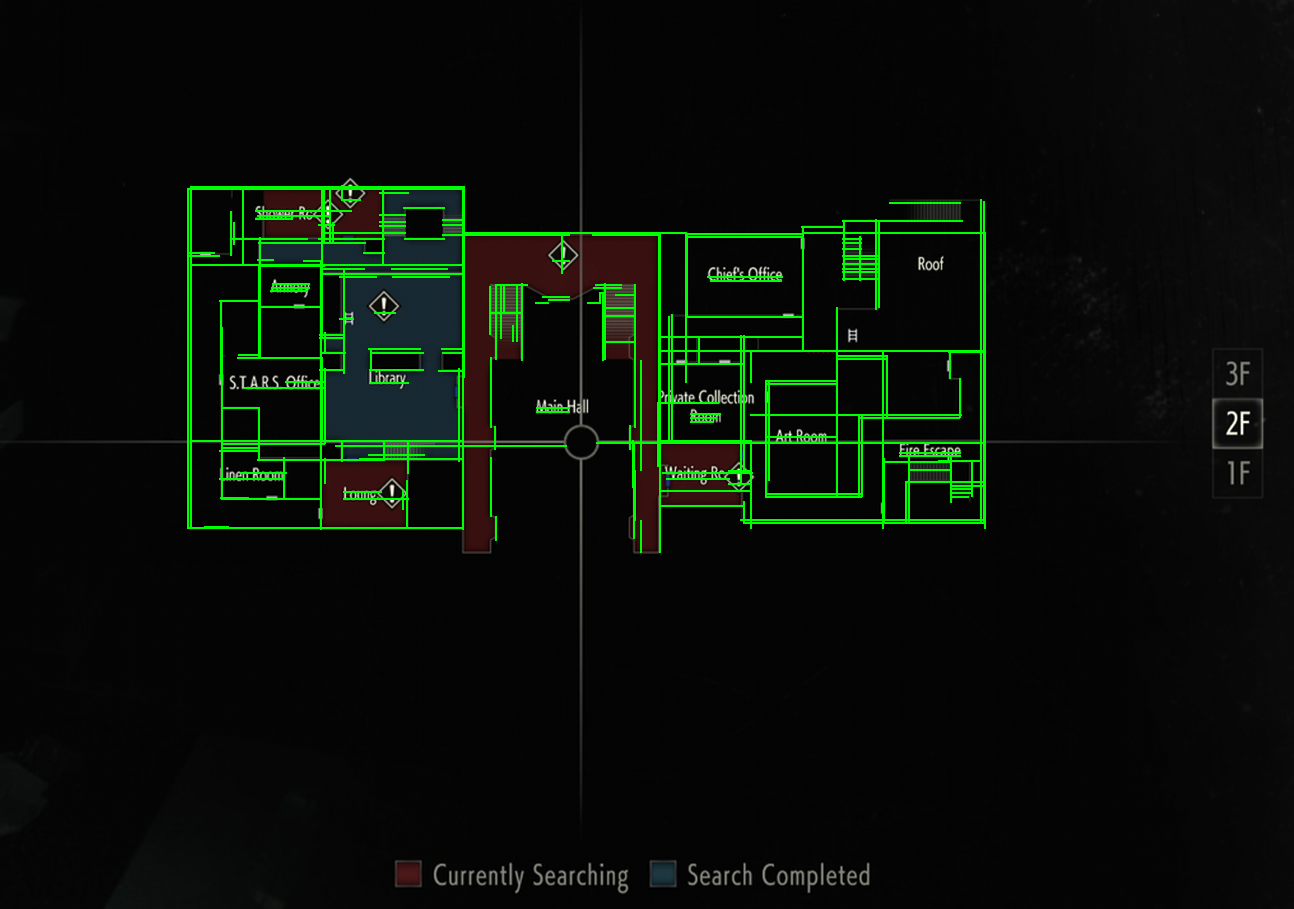 Shower Ro
Chief's Office
Roof
Armory
3F
S.T.A.R.S. Office
Library
Private Collection
Room
Main Hall
2F
Art Room
Fire Escape
Linen Room
Waiting Ro
1F
Loung
Currently Searching
Search Completed